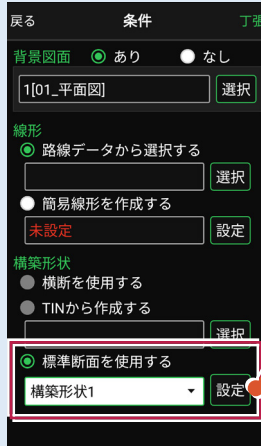 戻る 条件 丁張
背景図面 あり なし
1[01_平面図] 選択
線形
路線データから選択する
選択
簡易線形を作成する
未設定 設定
構築形状
横断を使用する
TINから作成する
選択
標準断面を使用する
構築形状1 設定